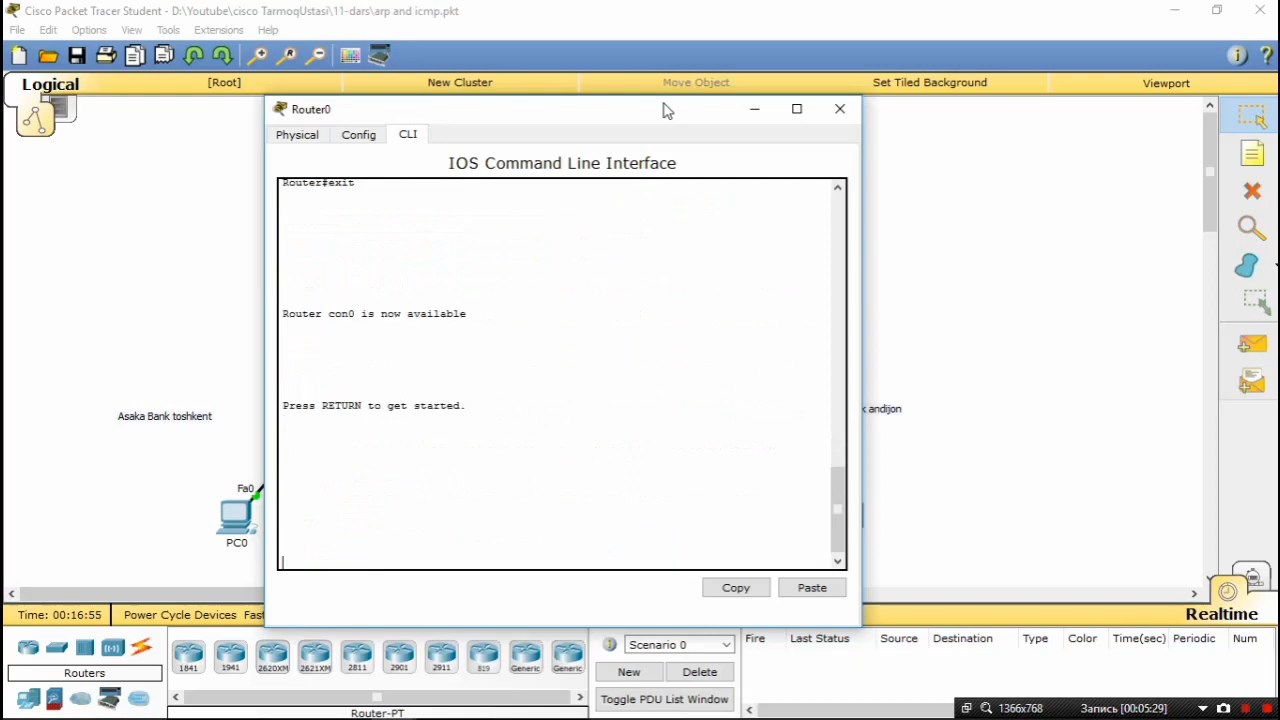 Cisco Packet Tracer Student - D:\Youtube\cisco TarmoqUstasi\11-dars\arp and icmp.pkt
File Edit Options View Tools Extensions Help
Logical [Root] New Cluster Move Object Set Tiled Background Viewport
Router0
Physical Config CLI
IOS Command Line Interface
Router#exit
Router con0 is now available
Press RETURN to get started.
Asaka Bank toshkent
andijon
Fa0
PC0
Copy Paste
Time: 00:16:55 Power Cycle Devices
Realtime
Routers
1841 1941 2620XM 2621XM 2811 2901 2911 819 Generic Generic
Router-PT
Scenario 0
New Delete
Toggle PDU List Window
Fire Last Status Source Destination Type Color Time(sec) Periodic Num
1366x768 Запись [00:05:29]